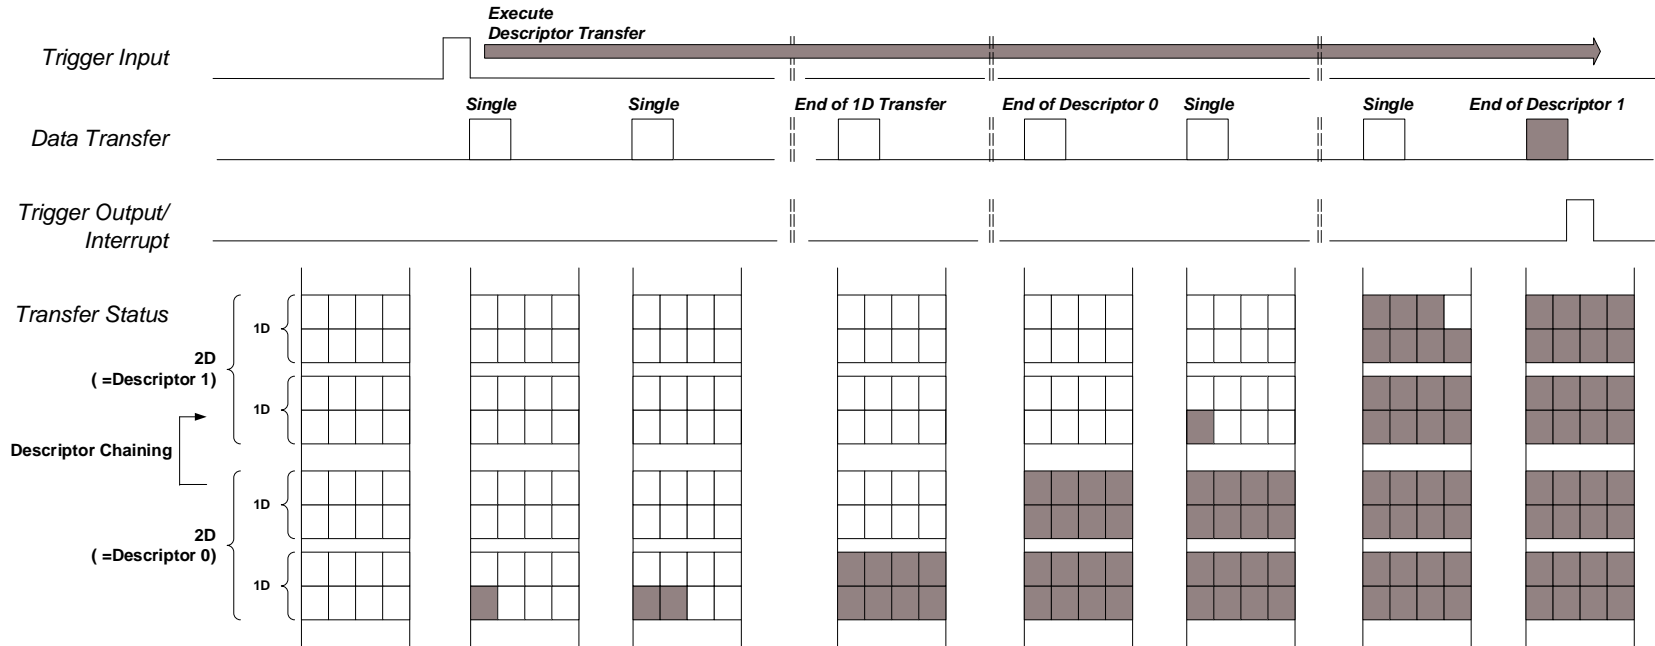 Execute
Descriptor Transfer
Trigger Input
Single
Single
End of 1D Transfer
End of Descriptor 0
Single
Single
End of Descriptor 1
Data Transfer
Trigger Output/
Interrupt
Transfer Status
1D
2D
( =Descriptor 1)
1D
Descriptor Chaining
1D
2D
( =Descriptor 0)
1D